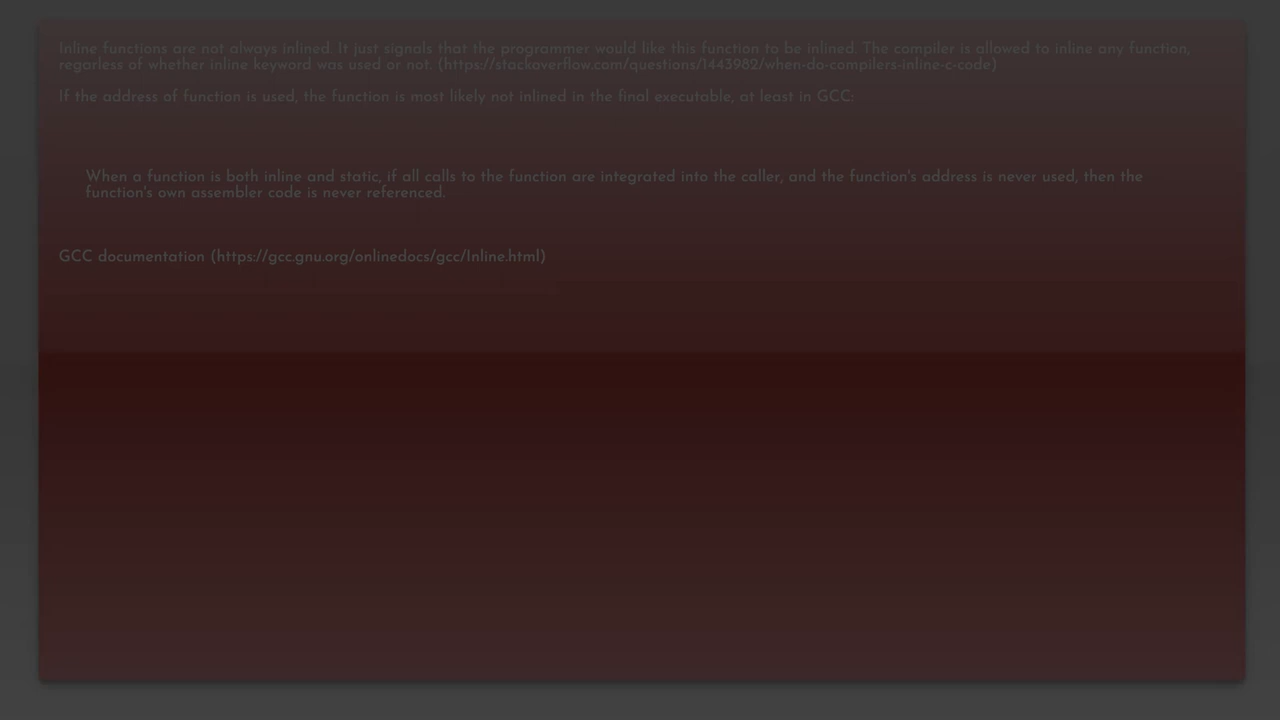 Inline functions are not always inlined. It just signals that the programmer would like this function to be inlined. The compiler is allowed to inline any function,
regarless of whether inline keyword was used or not. (https://stackoverflow.com/questions/1443982/when-do-compilers-inline-c-code)
If the address of function is used, the function is most likely not inlined in the final executable, at least in GCC:
When a function is both inline and static, if all calls to the function are integrated into the caller, and the function's address is never used, then the
function's own assembler code is never referenced.
GCC documentation (https://gcc.gnu.org/onlinedocs/gcc/Inline.html)